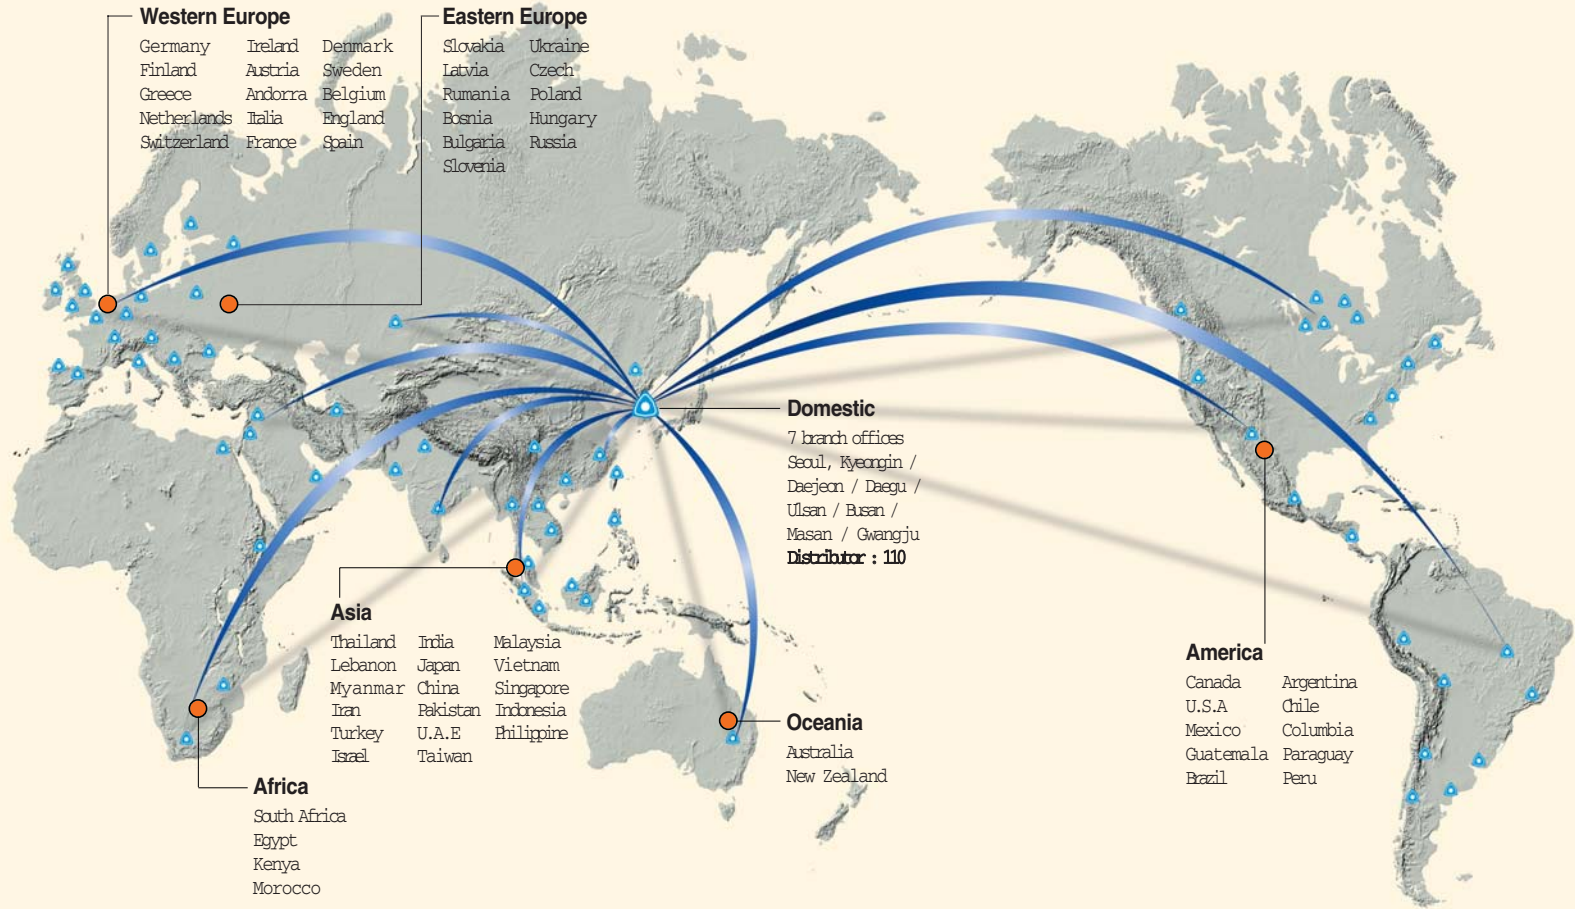 Western Europe
Germany Ireland Denmark
Finland Austria Sweden
Greece Andorra Belgium
Netherlands Italia England
Switzerland France Spain
Eastern Europe
Slovakia Ukraine
Latvia Czech
Rumania Poland
Bosnia Hungary
Bulgaria Russia
Slovenia
Domestic
7 branch offices
Seoul, Kyeongin /
Daejeon / Daegu /
Ulsan / Busan /
Masan / Gwangju
Distributor : 110
Asia
Thailand India Malaysia
Lebanon Japan Vietnam
Myanmar China Singapore
Iran Pakistan Indonesia
Turkey U.A.E Philippine
Israel Taiwan
America
Canada Argentina
U.S.A Chile
Mexico Columbia
Guatemala Paraguay
Brazil Peru
Oceania
Australia
New Zealand
Africa
South Africa
Egypt
Kenya
Morocco